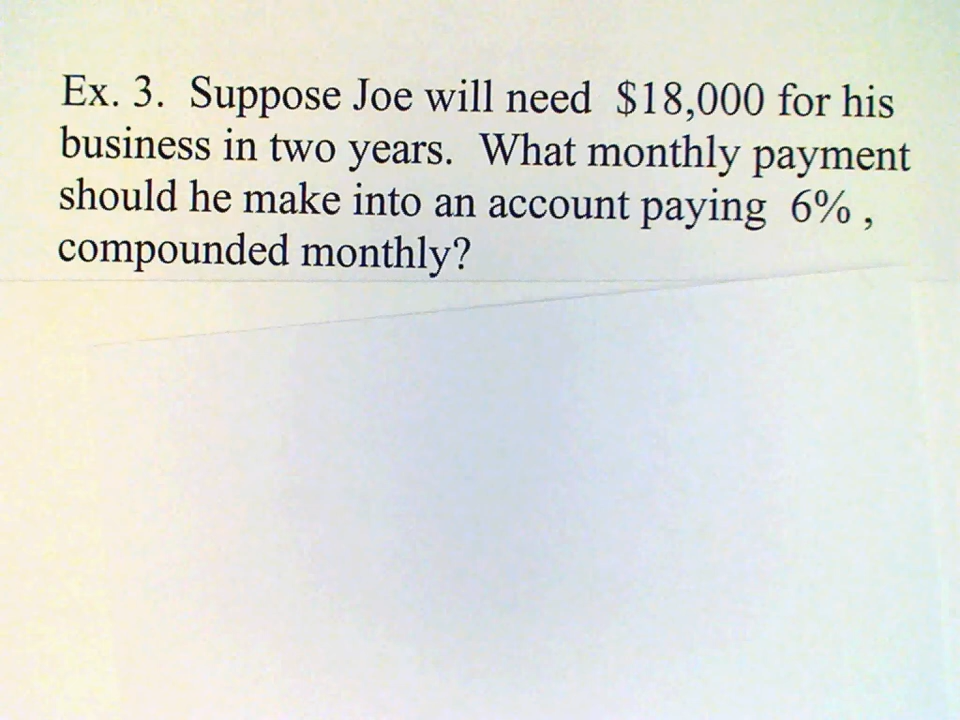 Ex. 3. Suppose Joe will need $18,000 for his
business in two years. What monthly payment
should he make into an account paying 6% ,
compounded monthly?